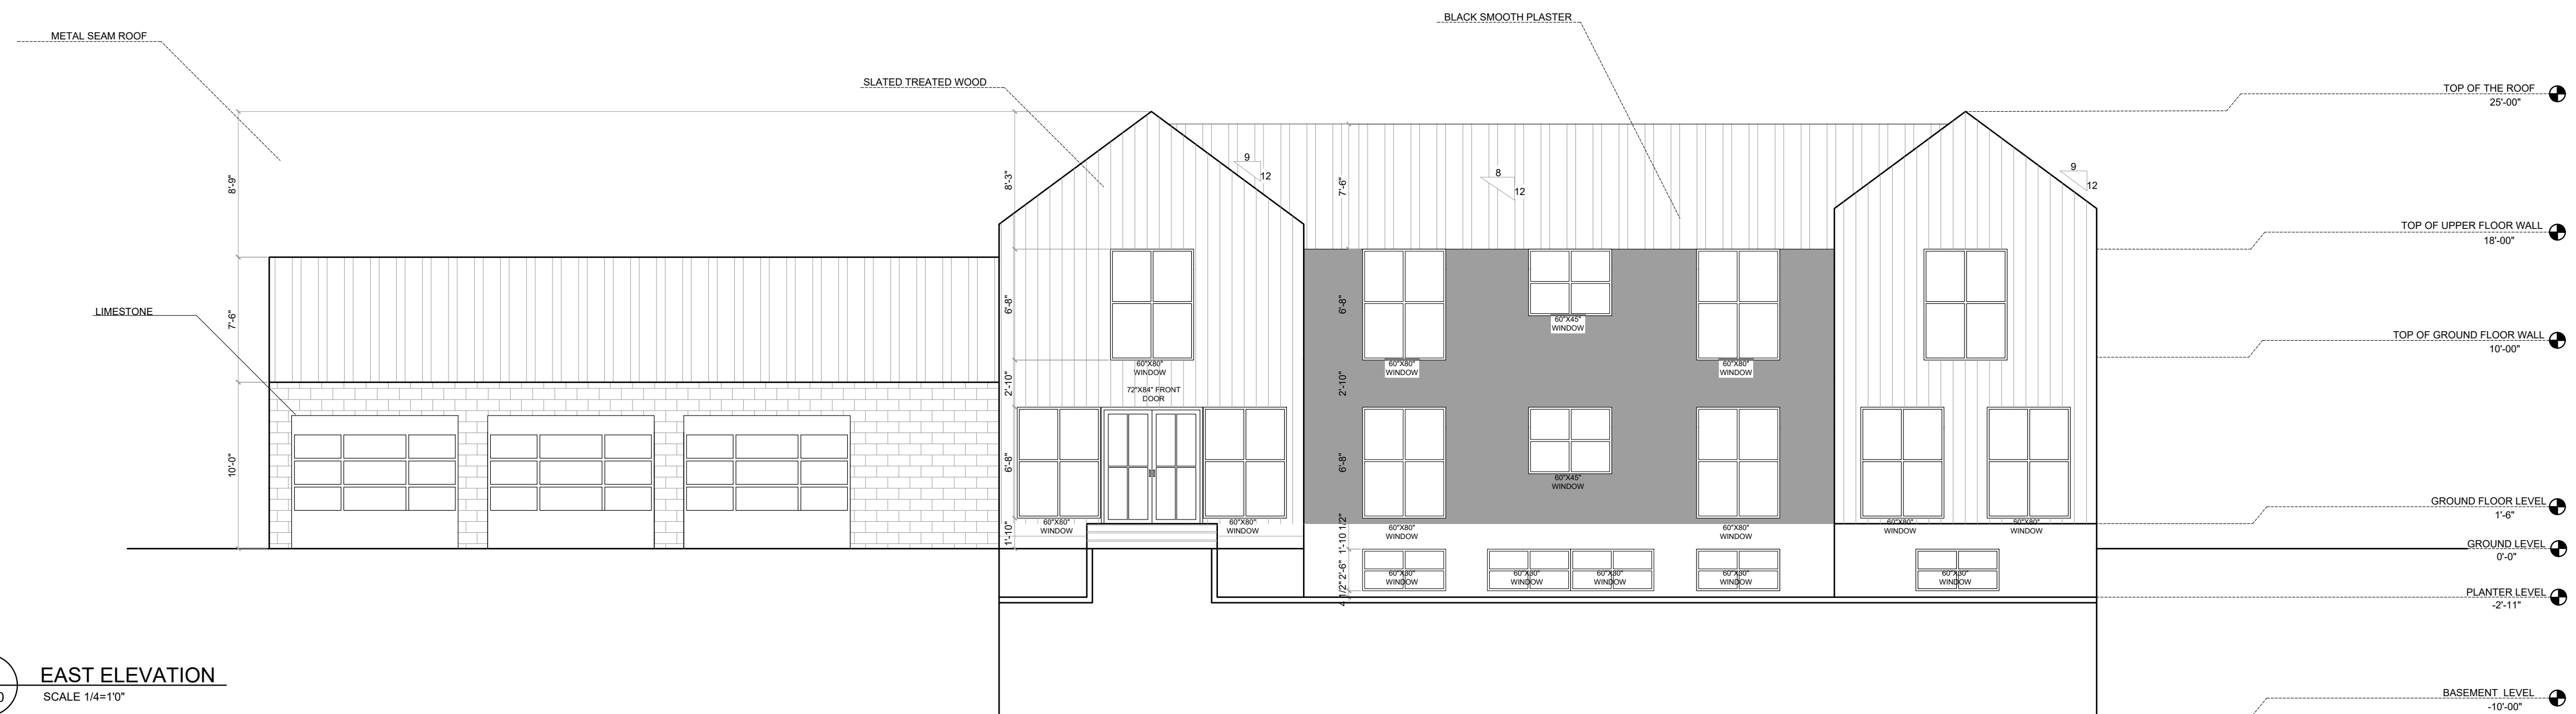 BLACK SMOOTH PLASTER
METAL SEAM ROOF
SLATED TREATED WOOD
TOP OF THE ROOF
25'-00"
9
12
8
12
9
12
8'-9"
8'-3"
7'-6"
TOP OF UPPER FLOOR WALL
18'-00"
LIMESTONE
7'-6"
6'-8"
6'-8"
60"X45"
WINDOW
TOP OF GROUND FLOOR WALL
10'-00"
60"X80"
WINDOW
60"X80"
WINDOW
60"X80"
WINDOW
2'-10"
2'-10"
72"X84" FRONT
DOOR
10'-0"
6'-8"
6'-8"
60"X45"
WINDOW
GROUND FLOOR LEVEL
1'-6"
60"X80"
WINDOW
60"X80"
WINDOW
60"X80"
WINDOW
60"X80"
WINDOW
60"X80"
WINDOW
60"X80"
WINDOW
1'-10"
1'-10 1/2"
GROUND LEVEL
0'-0"
2'-6"
60"X30"
WINDOW
60"X30"
WINDOW
60"X30"
WINDOW
60"X30"
WINDOW
60"X30"
WINDOW
4 1/2"
PLANTER LEVEL
-2'-11"
EAST ELEVATION
SCALE 1/4=1'0"
BASEMENT LEVEL
-10'-00"